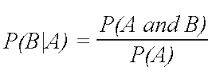 P(B|A) = P(A and B) / P(A)